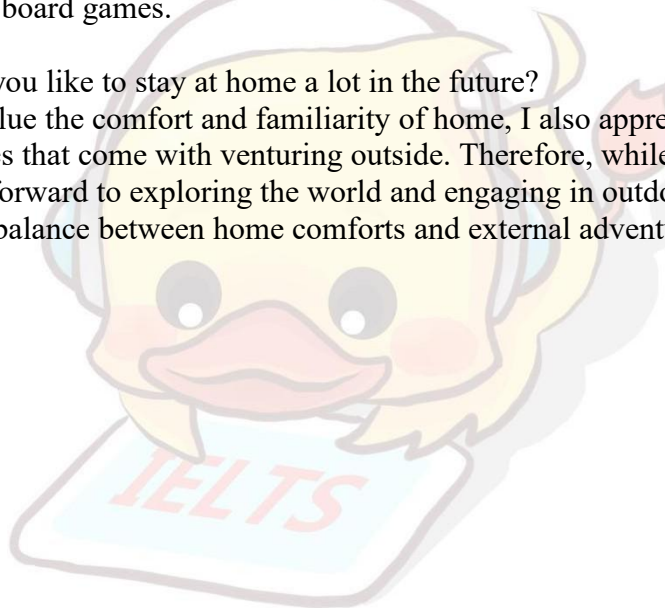 board games.
you like to stay at home a lot in the future?
lue the comfort and familiarity of home, I also appre
es that come with venturing outside. Therefore, while
forward to exploring the world and engaging in outdo
balance between home comforts and external advent
IELTS